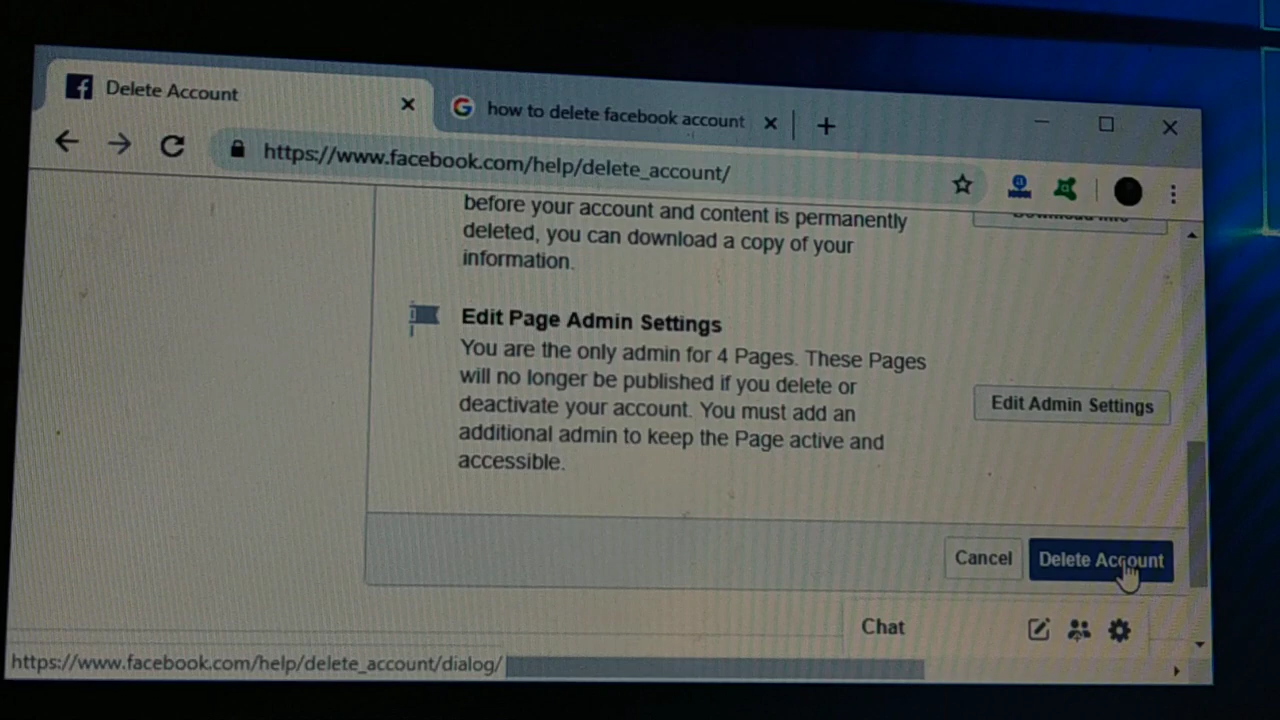 Delete Account
how to delete facebook account
https://www.facebook.com/help/delete_account/
before your account and content is permanently
deleted, you can download a copy of your
information.
Edit Page Admin Settings
You are the only admin for 4 Pages. These Pages
will no longer be published if you delete or
deactivate your account. You must add an
additional admin to keep the Page active and
accessible.
Edit Admin Settings
Cancel
Delete Account
Chat
https://www.facebook.com/help/delete_account/dialog/